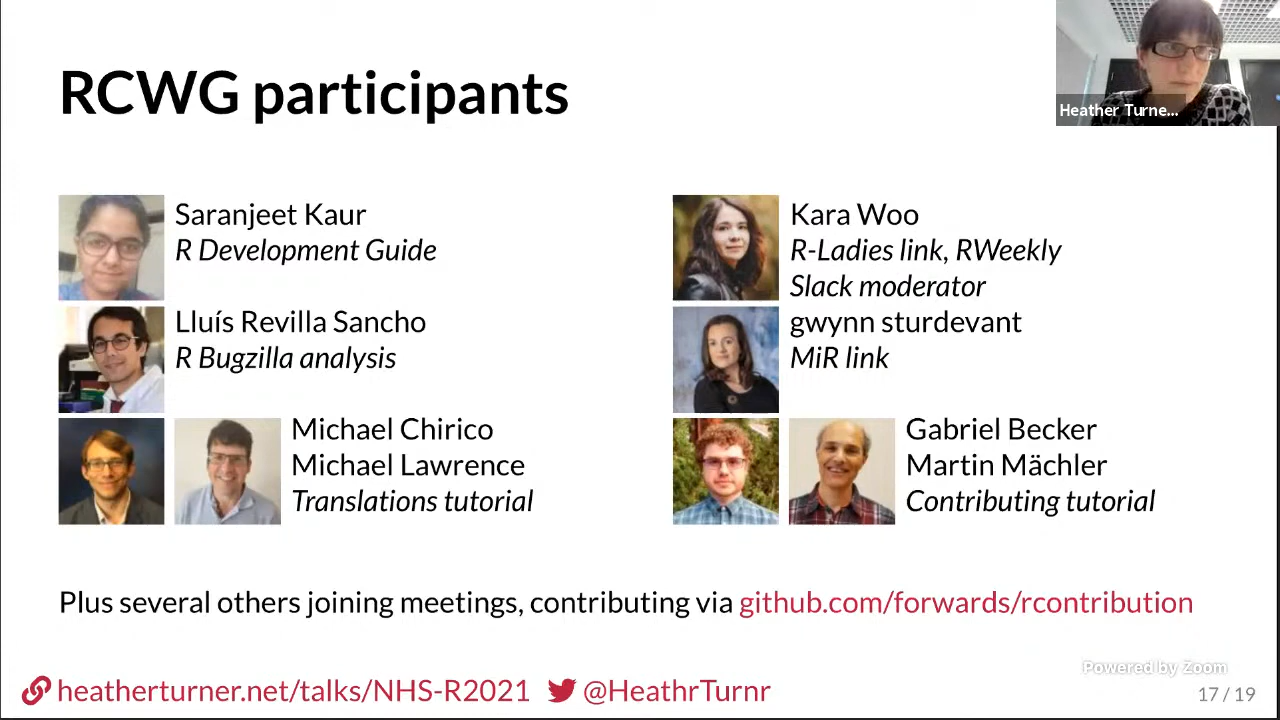 RCWG participants
Heather Turne...
Saranjeet Kaur
R Development Guide
Lluís Revilla Sancho
R Bugzilla analysis
Michael Chirico
Michael Lawrence
Translations tutorial
Kara Woo
R-Ladies link, RWeekly
Slack moderator
gwynn sturdevant
MiR link
Gabriel Becker
Martin Mächler
Contributing tutorial
Plus several others joining meetings, contributing via github.com/forwards/rcontribution
Powered by Zoom
heatherturner.net/talks/NHS-R2021 @HeathrTurnr
17 / 19